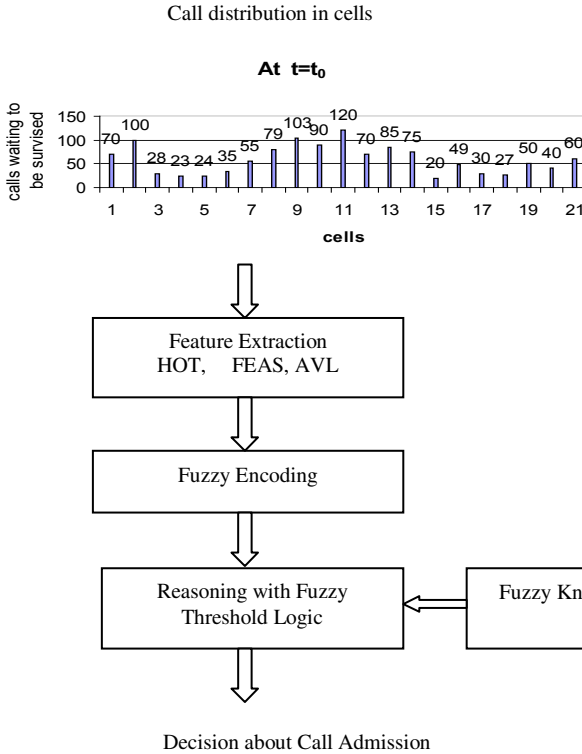 Call distribution in cells
At t=t₀
calls waiting to
be survised
150
100
50
0
70 100 28 23 24 35 55 79 103 90 120 70 85 75 20 49 30 27 50 40 60
1 3 5 7 9 11 13 15 17 19 21
cells
Feature Extraction
HOT, FEAS, AVL
Fuzzy Encoding
Reasoning with Fuzzy
Threshold Logic
Fuzzy Kn
Decision about Call Admission